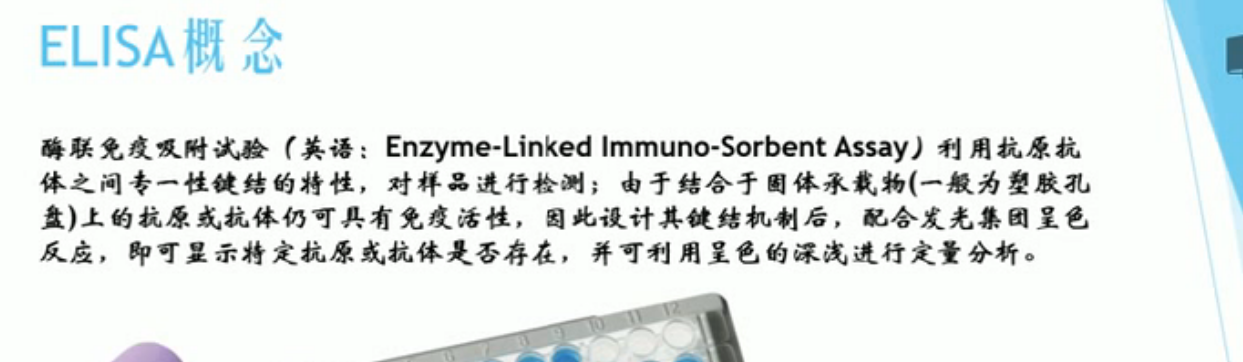 ELISA概念
酶联免疫吸附试验（英语：Enzyme-Linked Immuno-Sorbent Assay）利用抗原抗
体之间专一性键结的特性，对样品进行检测；由于结合于固体承载物(一般为塑胶孔
盘)上的抗原或抗体仍可具有免疫活性，因此设计其键结机制后，配合发光集团呈色
反应，即可显示特定抗原或抗体是否存在，并可利用呈色的深浅进行定量分析。
6 7 8 9 10 11 12